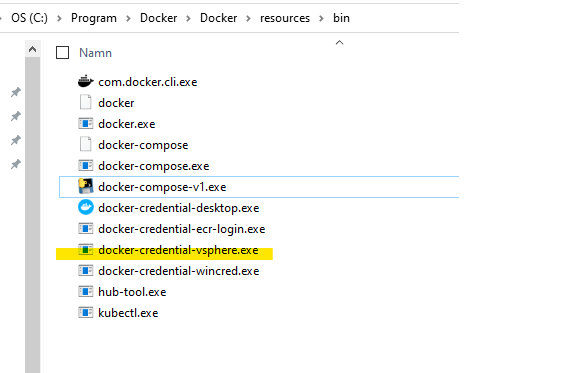 OS (C:) > Program > Docker > Docker > resources > bin
Namn
com.docker.cli.exe
docker
docker.exe
docker-compose
docker-compose.exe
docker-compose-v1.exe
docker-credential-desktop.exe
docker-credential-ecr-login.exe
docker-credential-vsphere.exe
docker-credential-wincred.exe
hub-tool.exe
kubectl.exe